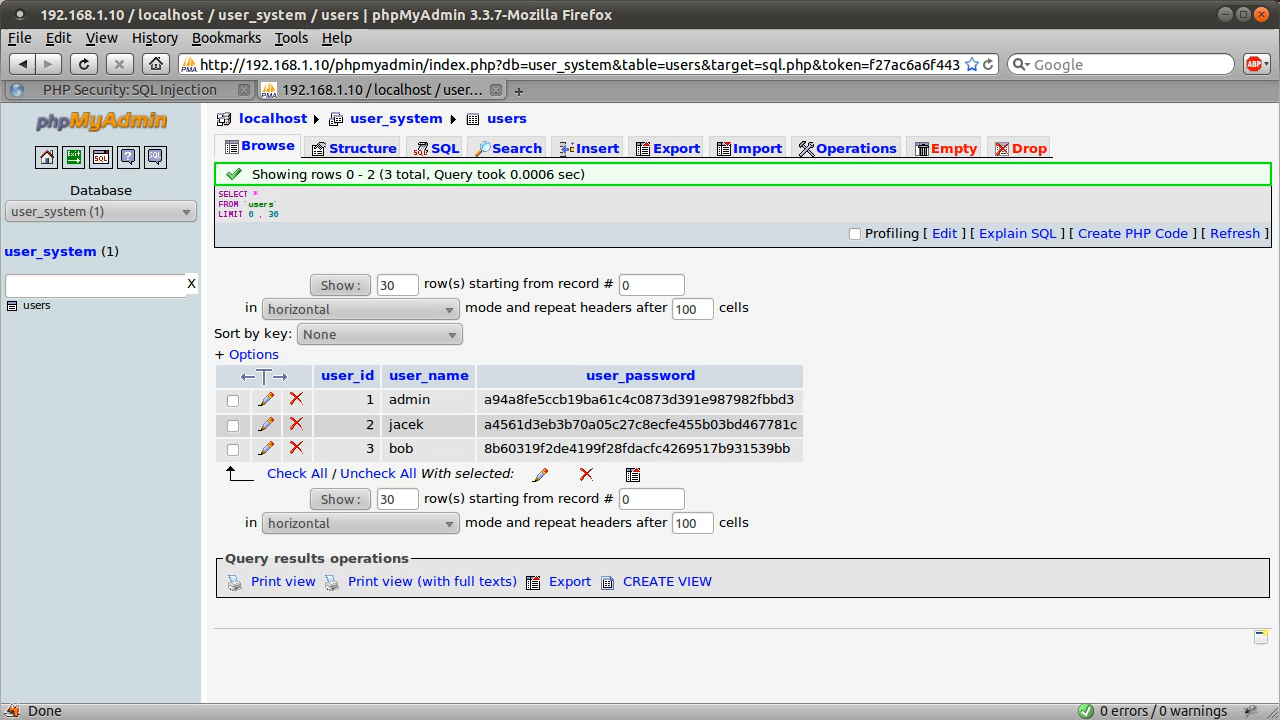 192.168.1.10 / localhost / user_system / users | phpMyAdmin 3.3.7-Mozilla Firefox
File Edit View History Bookmarks Tools Help
PMA http://192.168.1.10/phpmyadmin/index.php?db=user_system&table=users&target=sql.php&token=f27ac6a6f443 Google ABP
PHP Security: SQL Injection PMA 192.168.1.10 / localhost / user... +
phpMyAdmin
SQL
Database
user_system (1)
user_system (1)
X
users
localhost user_system users
Browse Structure SQL Search Insert Export Import Operations Empty Drop
Showing rows 0 - 2 (3 total, Query took 0.0006 sec)
SELECT *
FROM `users`
LIMIT 0 , 30
Profiling [ Edit ] [ Explain SQL ] [ Create PHP Code ] [ Refresh ]
Show : 30 row(s) starting from record # 0
in horizontal mode and repeat headers after 100 cells
Sort by key: None
+ Options
←T→ user_id user_name user_password
1 admin a94a8fe5ccb19ba61c4c0873d391e987982fbbd3
2 jacek a4561d3eb3b70a05c27c8ecfe455b03bd467781c
3 bob 8b60319f2de4199f28fdacfc4269517b931539bb
Check All / Uncheck All With selected:
Show : 30 row(s) starting from record # 0
in horizontal mode and repeat headers after 100 cells
Query results operations
Print view Print view (with full texts) Export CREATE VIEW
Done 0 errors / 0 warnings